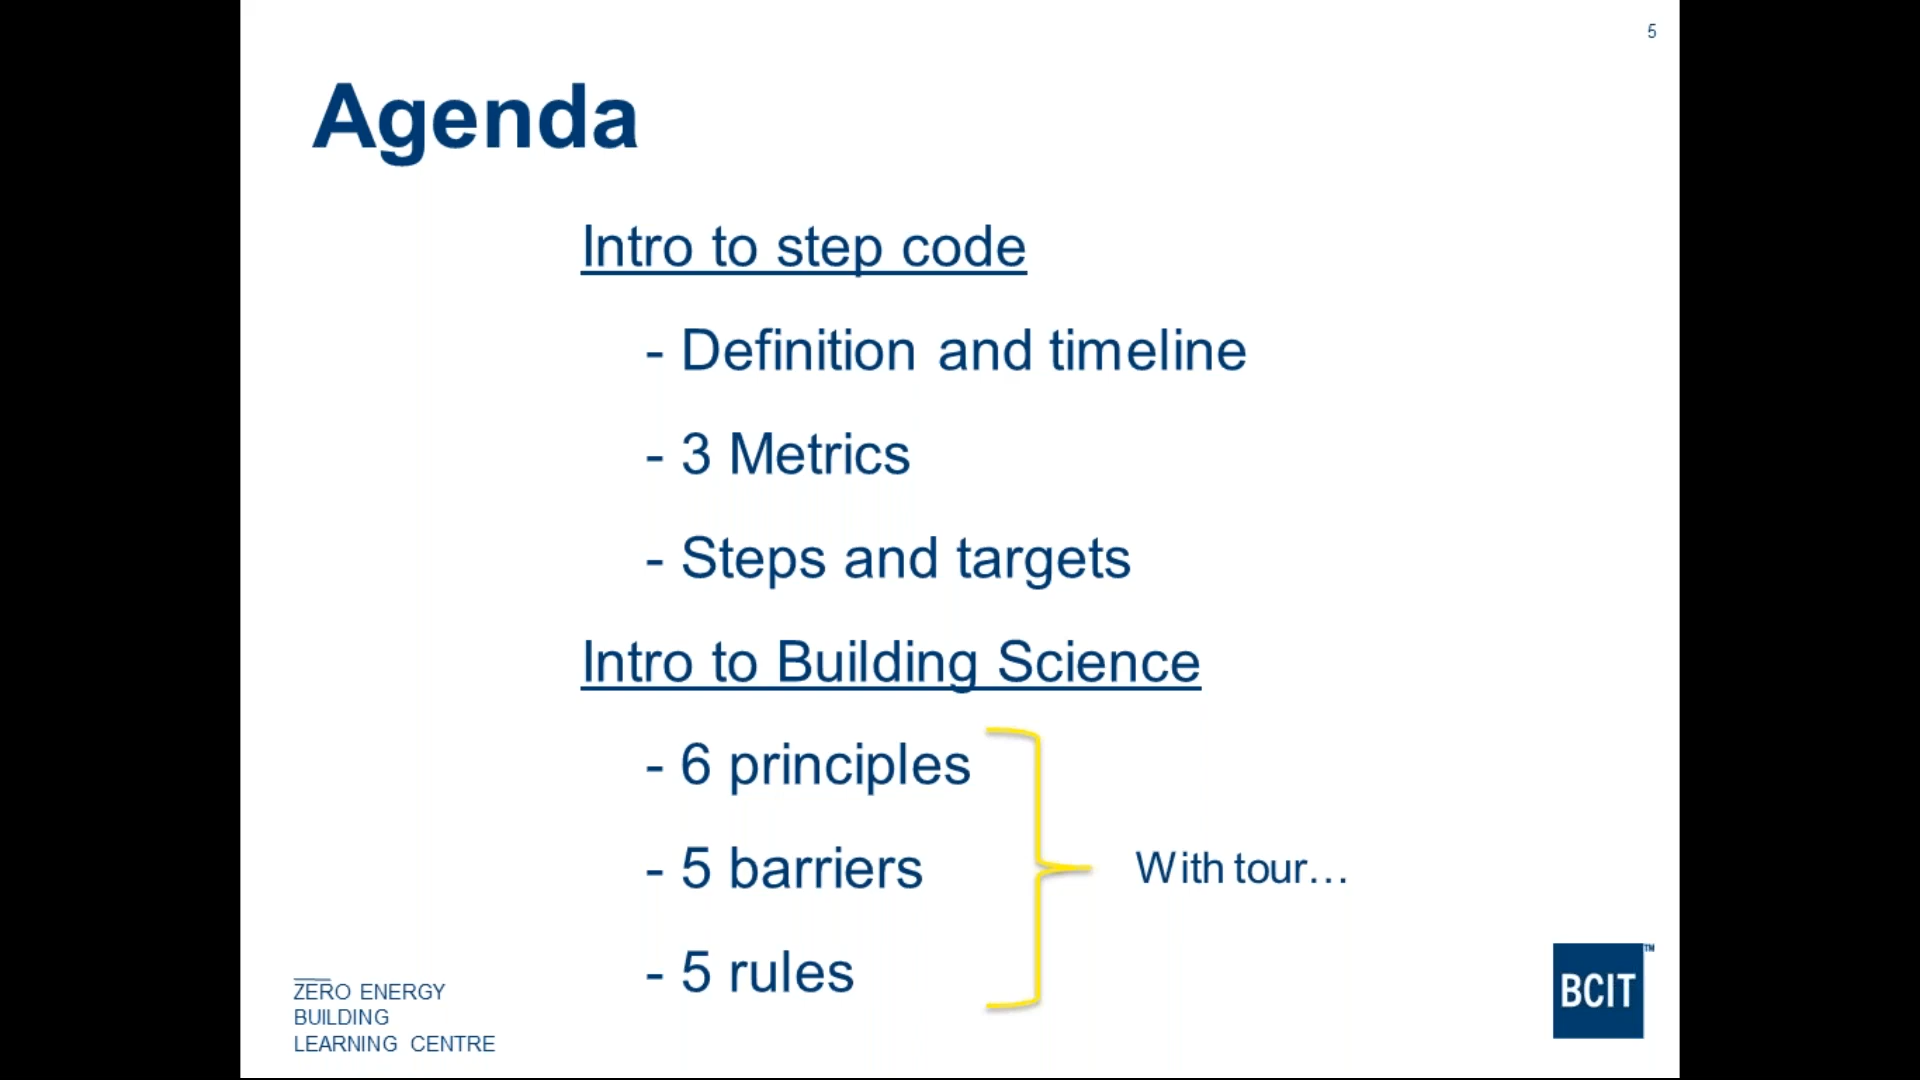 5
Agenda
Intro to step code
- Definition and timeline
- 3 Metrics
- Steps and targets
Intro to Building Science
- 6 principles
- 5 barriers
- 5 rules
With tour…
ZERO ENERGY
BUILDING
LEARNING CENTRE
BCIT™